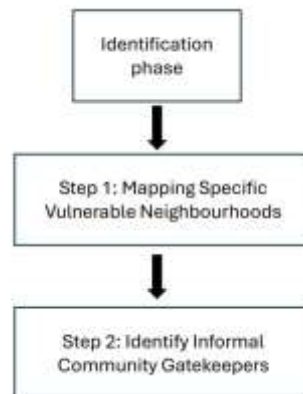 Identification
phase
Step 1: Mapping Specific
Vulnerable Neighbourhoods
Step 2: Identify Informal
Community Gatekeepers